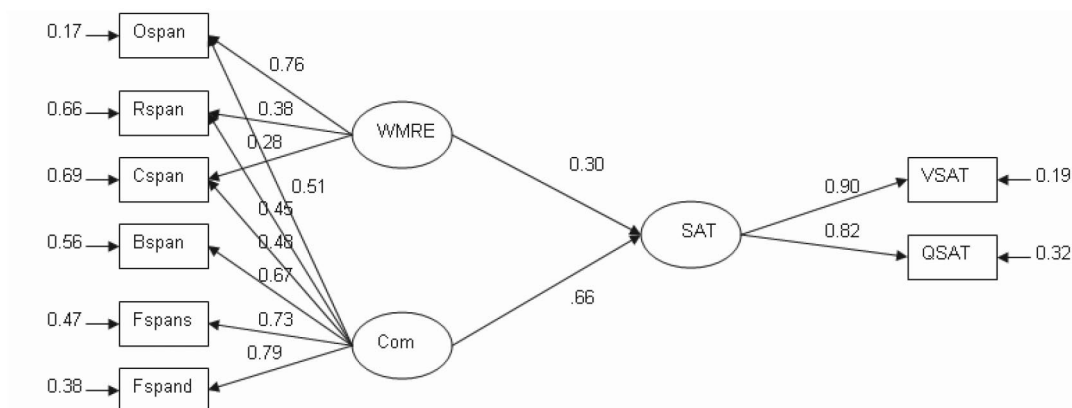 0.17 Ospan
0.76
0.66 Rspan 0.38 WMRE
0.28
0.69 Cspan 0.30 VSAT 0.19
0.51 0.90
0.45
0.56 Bspan 0.48 SAT
0.82 QSAT 0.32
0.67
.66
0.47 Fspans 0.73
Com
0.79
0.38 Fspand